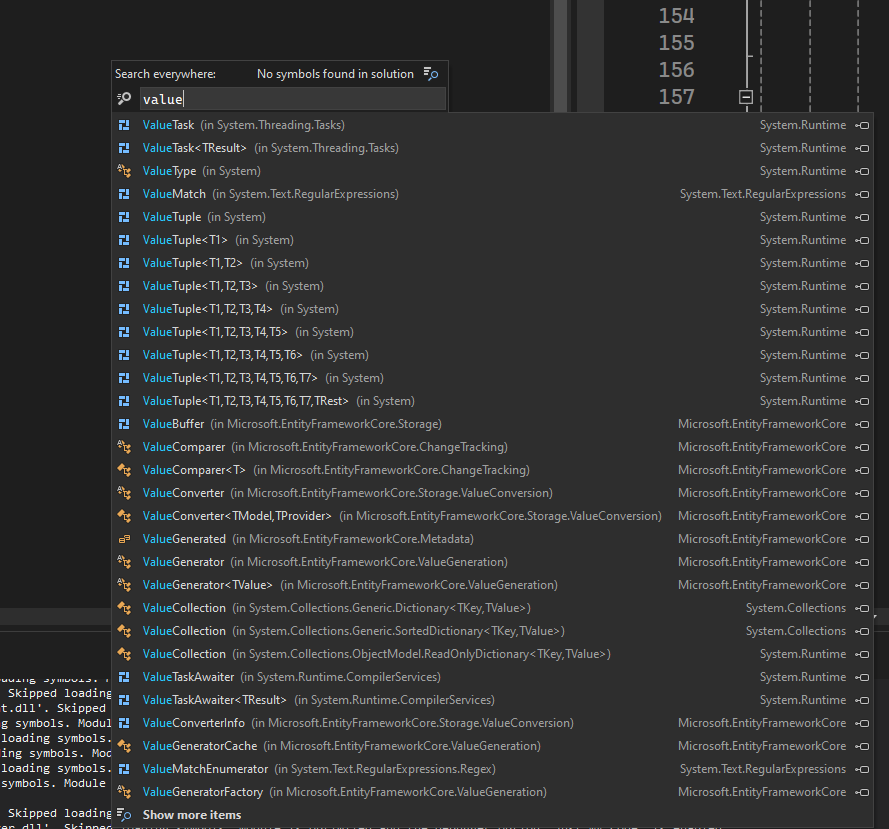 154
155
156
157
Search everywhere: No symbols found in solution
value
ValueTask (in System.Threading.Tasks) System.Runtime
ValueTask<TResult> (in System.Threading.Tasks) System.Runtime
ValueType (in System) System.Runtime
ValueMatch (in System.Text.RegularExpressions) System.Text.RegularExpressions
ValueTuple (in System) System.Runtime
ValueTuple<T1> (in System) System.Runtime
ValueTuple<T1,T2> (in System) System.Runtime
ValueTuple<T1,T2,T3> (in System) System.Runtime
ValueTuple<T1,T2,T3,T4> (in System) System.Runtime
ValueTuple<T1,T2,T3,T4,T5> (in System) System.Runtime
ValueTuple<T1,T2,T3,T4,T5,T6> (in System) System.Runtime
ValueTuple<T1,T2,T3,T4,T5,T6,T7> (in System) System.Runtime
ValueTuple<T1,T2,T3,T4,T5,T6,T7,TRest> (in System) System.Runtime
ValueBuffer (in Microsoft.EntityFrameworkCore.Storage) Microsoft.EntityFrameworkCore
ValueComparer (in Microsoft.EntityFrameworkCore.ChangeTracking) Microsoft.EntityFrameworkCore
ValueComparer<T> (in Microsoft.EntityFrameworkCore.ChangeTracking) Microsoft.EntityFrameworkCore
ValueConverter (in Microsoft.EntityFrameworkCore.Storage.ValueConversion) Microsoft.EntityFrameworkCore
ValueConverter<TModel,TProvider> (in Microsoft.EntityFrameworkCore.Storage.ValueConversion) Microsoft.EntityFrameworkCore
ValueGenerated (in Microsoft.EntityFrameworkCore.Metadata) Microsoft.EntityFrameworkCore
ValueGenerator (in Microsoft.EntityFrameworkCore.ValueGeneration) Microsoft.EntityFrameworkCore
ValueGenerator<TValue> (in Microsoft.EntityFrameworkCore.ValueGeneration) Microsoft.EntityFrameworkCore
ValueCollection (in System.Collections.Generic.Dictionary<TKey,TValue>) System.Collections
ValueCollection (in System.Collections.Generic.SortedDictionary<TKey,TValue>) System.Collections
ValueCollection (in System.Collections.ObjectModel.ReadOnlyDictionary<TKey,TValue>) System.Runtime
ValueTaskAwaiter (in System.Runtime.CompilerServices) System.Runtime
ValueTaskAwaiter<TResult> (in System.Runtime.CompilerServices) System.Runtime
ValueConverterInfo (in Microsoft.EntityFrameworkCore.Storage.ValueConversion) Microsoft.EntityFrameworkCore
ValueGeneratorCache (in Microsoft.EntityFrameworkCore.ValueGeneration) Microsoft.EntityFrameworkCore
ValueMatchEnumerator (in System.Text.RegularExpressions.Regex) System.Text.RegularExpressions
ValueGeneratorFactory (in Microsoft.EntityFrameworkCore.ValueGeneration) Microsoft.EntityFrameworkCore
Show more items
symbols.
Skipped loading
t.dll'. Skipped
g symbols. Modul
loading symbols.
ing symbols. Mod
loading symbols.
symbols. Module
Skipped loading
er.dll'. Skipped